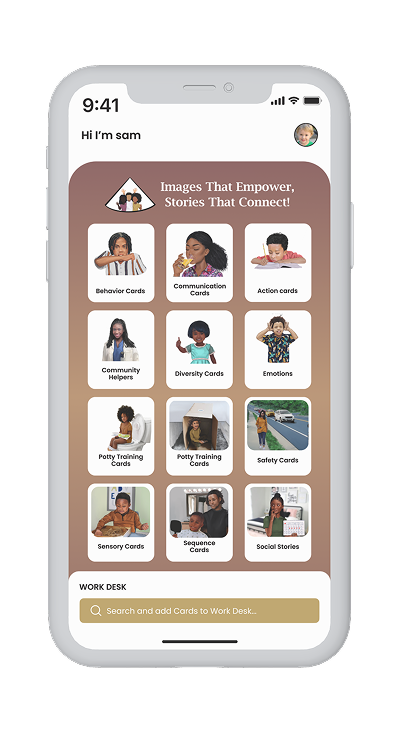 9:41
Hi I'm sam
Images That Empower,
Stories That Connect!
Behavior Cards
Communication
Cards
Action cards
Community
Helpers
Diversity Cards
Emotions
Potty Training
Cards
Potty Training
Cards
Safety Cards
Sensory Cards
Sequence
Cards
Social Stories
WORK DESK
Search and add Cards to Work Desk...